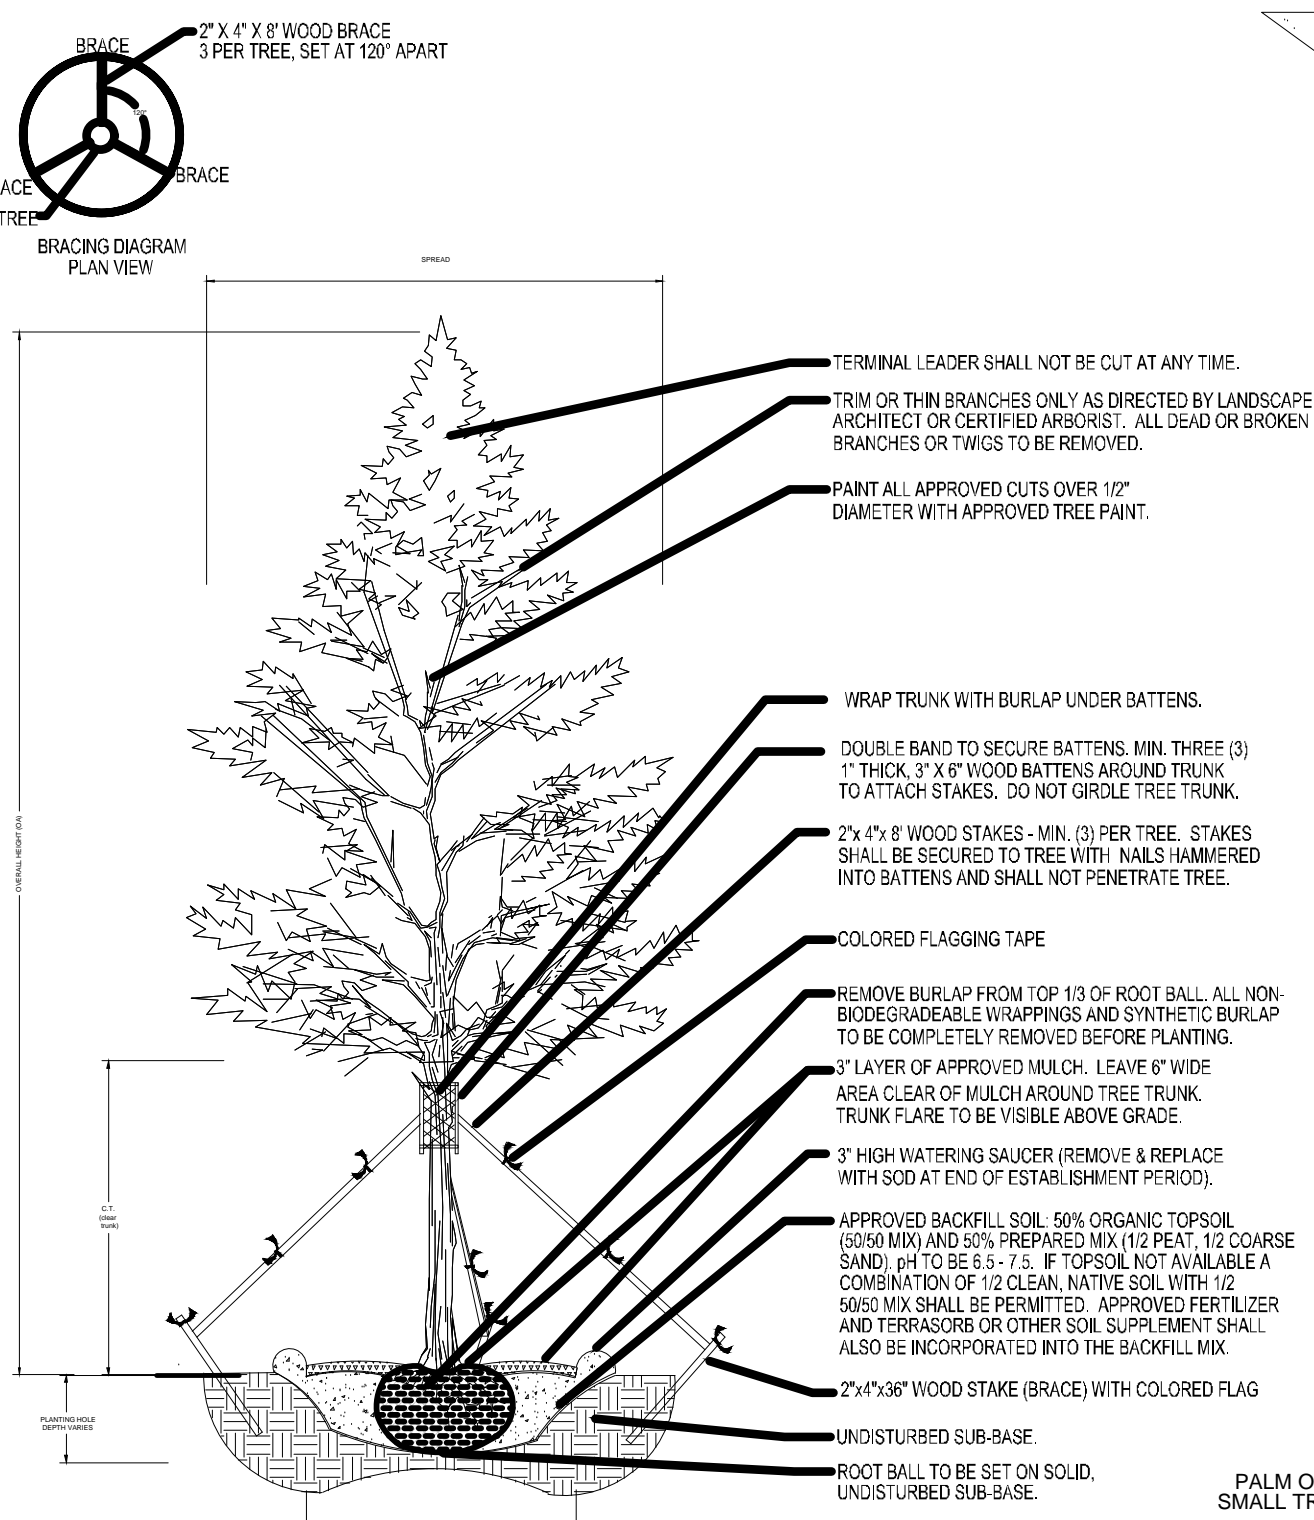 2" X 4" X 8' WOOD BRACE
3 PER TREE, SET AT 120° APART
BRACE
120°
BRACE
ACE
TREE
BRACING DIAGRAM
PLAN VIEW
SPREAD
OVERALL HEIGHT (OA)
TERMINAL LEADER SHALL NOT BE CUT AT ANY TIME.
TRIM OR THIN BRANCHES ONLY AS DIRECTED BY LANDSCAPE
ARCHITECT OR CERTIFIED ARBORIST. ALL DEAD OR BROKEN
BRANCHES OR TWIGS TO BE REMOVED.
PAINT ALL APPROVED CUTS OVER 1/2"
DIAMETER WITH APPROVED TREE PAINT.
WRAP TRUNK WITH BURLAP UNDER BATTENS.
DOUBLE BAND TO SECURE BATTENS. MIN. THREE (3)
1" THICK, 3" X 6" WOOD BATTENS AROUND TRUNK
TO ATTACH STAKES. DO NOT GIRDLE TREE TRUNK.
2"x 4"x 8' WOOD STAKES - MIN. (3) PER TREE. STAKES
SHALL BE SECURED TO TREE WITH NAILS HAMMERED
INTO BATTENS AND SHALL NOT PENETRATE TREE.
COLORED FLAGGING TAPE
REMOVE BURLAP FROM TOP 1/3 OF ROOT BALL. ALL NON-
BIODEGRADEABLE WRAPPINGS AND SYNTHETIC BURLAP
TO BE COMPLETELY REMOVED BEFORE PLANTING.
3" LAYER OF APPROVED MULCH. LEAVE 6" WIDE
AREA CLEAR OF MULCH AROUND TREE TRUNK.
TRUNK FLARE TO BE VISIBLE ABOVE GRADE.
3" HIGH WATERING SAUCER (REMOVE & REPLACE
WITH SOD AT END OF ESTABLISHMENT PERIOD).
C.T.
(clear
trunk)
APPROVED BACKFILL SOIL: 50% ORGANIC TOPSOIL
(50/50 MIX) AND 50% PREPARED MIX (1/2 PEAT, 1/2 COARSE
SAND). pH TO BE 6.5 - 7.5. IF TOPSOIL NOT AVAILABLE A
COMBINATION OF 1/2 CLEAN, NATIVE SOIL WITH 1/2
50/50 MIX SHALL BE PERMITTED. APPROVED FERTILIZER
AND TERRASORB OR OTHER SOIL SUPPLEMENT SHALL
ALSO BE INCORPORATED INTO THE BACKFILL MIX.
2"x4"x36" WOOD STAKE (BRACE) WITH COLORED FLAG
PLANTING HOLE
DEPTH VARIES
UNDISTURBED SUB-BASE.
ROOT BALL TO BE SET ON SOLID,
UNDISTURBED SUB-BASE.
PALM O
SMALL TR